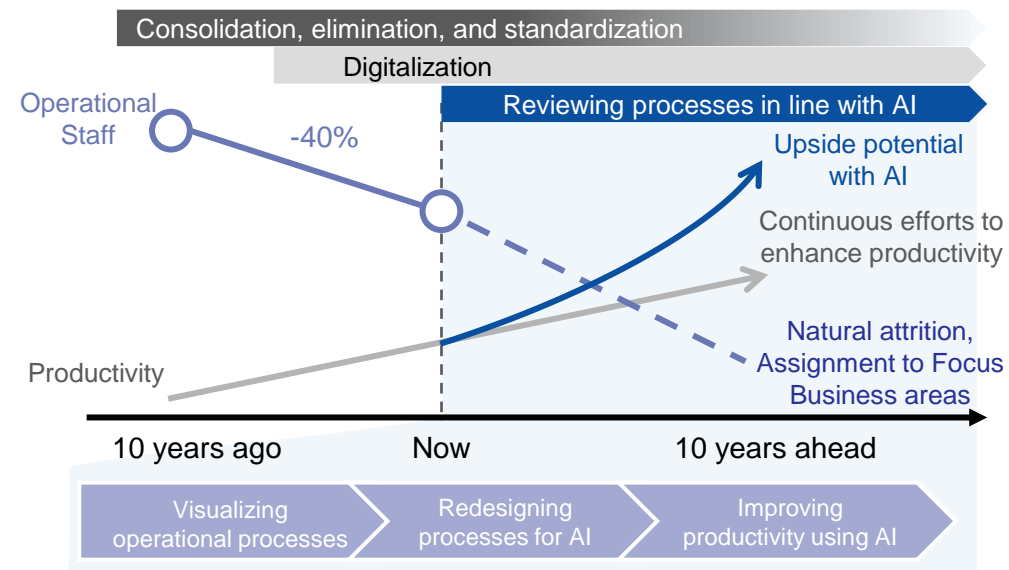 Consolidation, elimination, and standardization
Digitalization
Reviewing processes in line with AI
Operational
Staff
-40%
Upside potential
with AI
Continuous efforts to
enhance productivity
Natural attrition,
Assignment to Focus
Business areas
Productivity
10 years ago
Now
10 years ahead
Visualizing
operational processes
Redesigning
processes for AI
Improving
productivity using AI